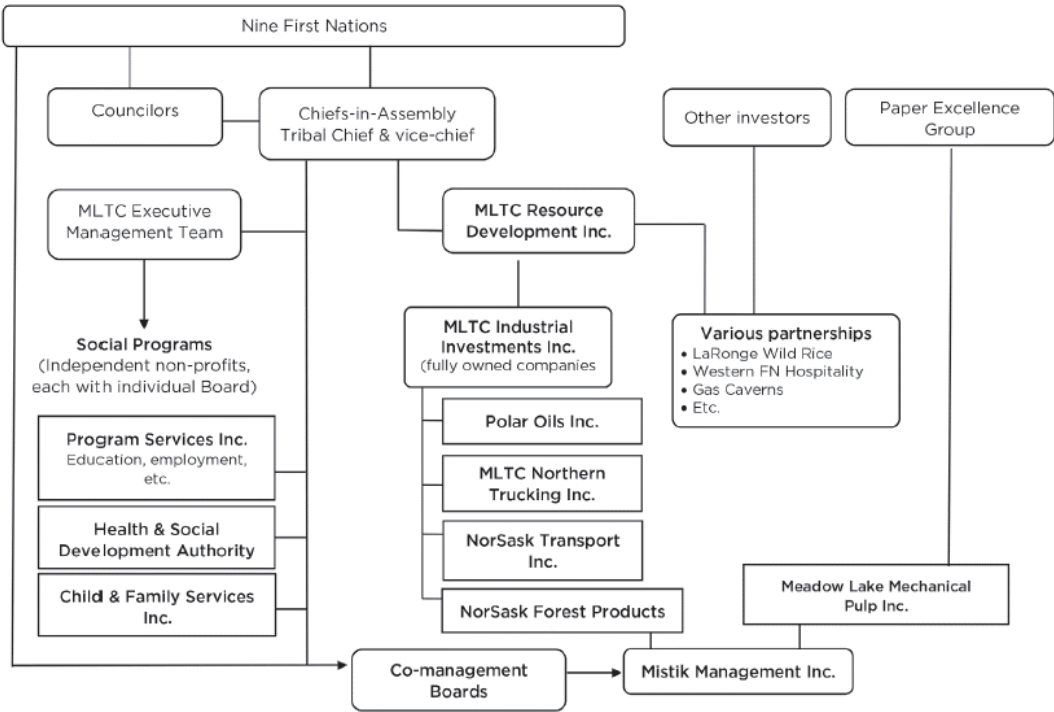 Nine First Nations
Councilors
Chiefs-in-Assembly
Tribal Chief & vice-chief
Other investors
Paper Excellence
Group
MLTC Executive
Management Team
MLTC Resource
Development Inc.
Social Programs
(Independent non-profits,
each with individual Board)
MLTC Industrial
Investments Inc.
(fully owned companies
Various partnerships
• LaRonge Wild Rice
• Western FN Hospitality
• Gas Caverns
• Etc.
Program Services Inc.
Education, employment,
etc.
Health & Social
Development Authority
Child & Family Services
Inc.
Polar Oils Inc.
MLTC Northern
Trucking Inc.
NorSask Transport
Inc.
NorSask Forest Products
Meadow Lake Mechanical
Pulp Inc.
Co-management
Boards
Mistik Management Inc.